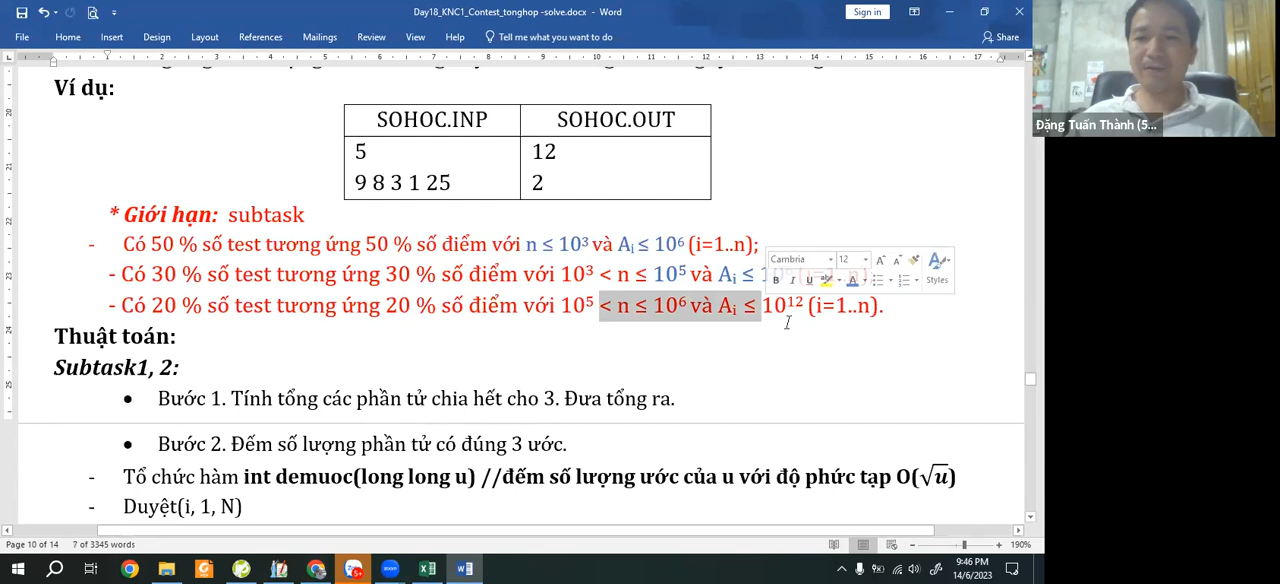 Day18_KNC1_Contest_tonghop -solve.docx - Word
Sign in
File Home Insert Design Layout References Mailings Review View Help Tell me what you want to do Share
Ví dụ:
SOHOC.INP SOHOC.OUT
5 12
9 8 3 1 25 2
* Giới hạn: subtask
- Có 50 % số test tương ứng 50 % số điểm với n ≤ 10³ và Aᵢ ≤ 10⁶ (i=1..n);
- Có 30 % số test tương ứng 30 % số điểm với 10³ < n ≤ 10⁵ và Aᵢ ≤
- Có 20 % số test tương ứng 20 % số điểm với 10⁵ < n ≤ 10⁶ và Aᵢ ≤ 10¹² (i=1..n).
Cambria 12
Styles
Thuật toán:
Subtask1, 2:
• Bước 1. Tính tổng các phần tử chia hết cho 3. Đưa tổng ra.
• Bước 2. Đếm số lượng phần tử có đúng 3 ước.
- Tổ chức hàm int demuoc(long long u) //đếm số lượng ước của u với độ phức tạp O(√u)
- Duyệt(i, 1, N)
Page 10 of 14 7 of 3345 words 190%
9:46 PM
14/6/2023
Đặng Tuấn Thành (5...